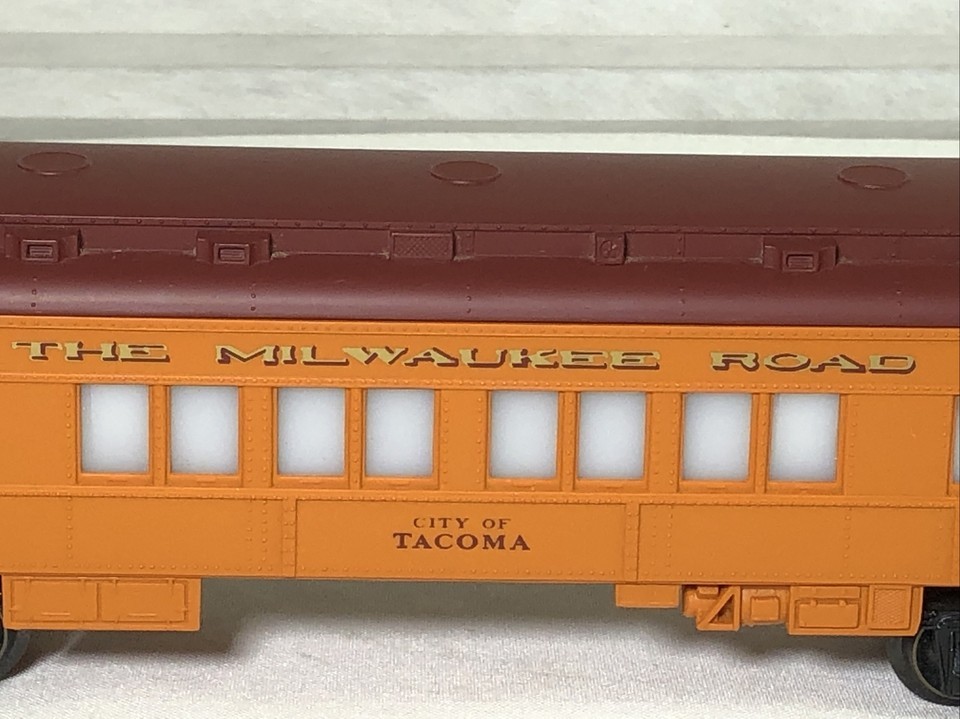 THE MILWAUKEE ROAD
CITY OF
TACOMA